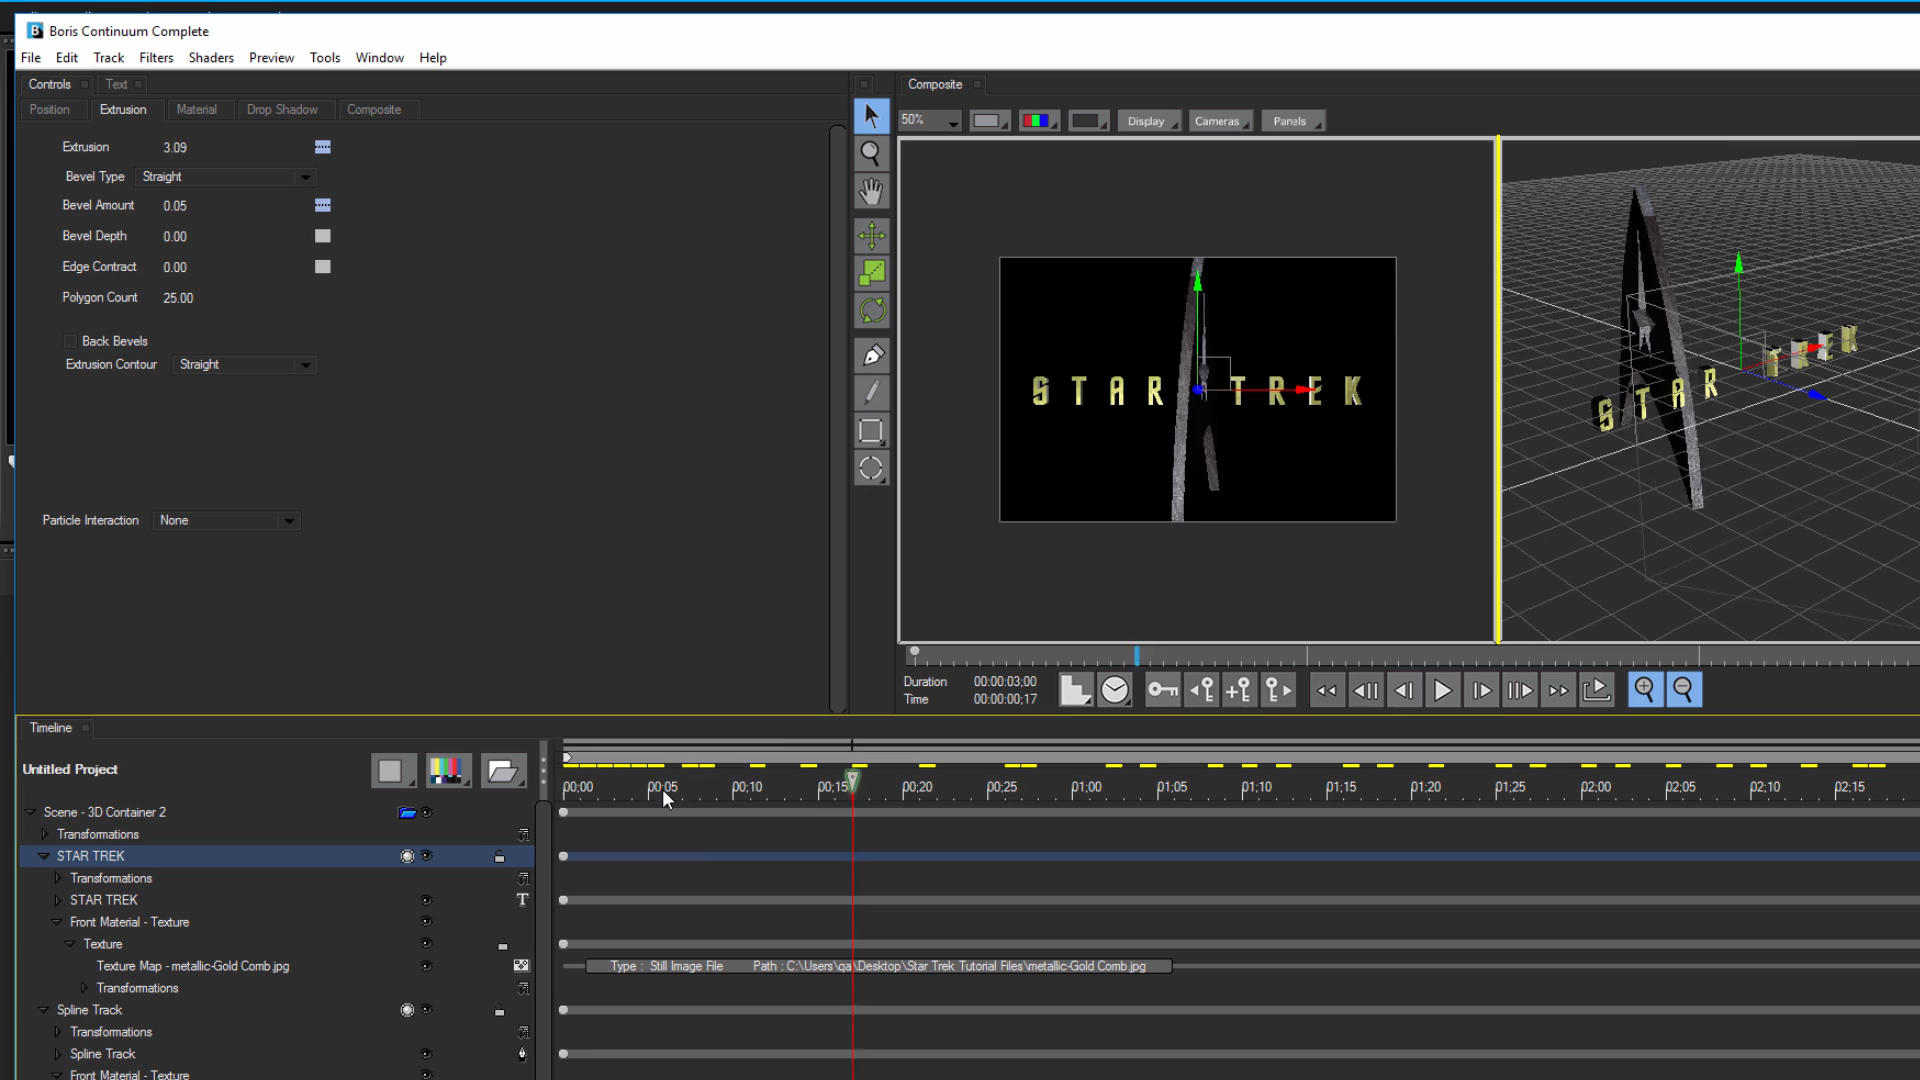 Boris Continuum Complete
File Edit Track Filters Shaders Preview Tools Window Help
Controls Text
Position Extrusion Material Drop Shadow Composite
Extrusion 3.09
Bevel Type Straight
Bevel Amount 0.05
Bevel Depth 0.00
Edge Contract 0.00
Polygon Count 25.00
Back Bevels
Extrusion Contour Straight
Particle Interaction None
Composite
50% Display Cameras Panals
STAR TREK
STAR TREK
Duration 00:00:03;00
Time 00:00:00;17
Timeline
Untitled Project
00;00 00;05 00;10 00;15 00;20 00;25 01;00 01;05 01;10 01;15 01;20 01;25 02;00 02;05 02;10 02;15
Scene - 3D Container 2
Transformations
STAR TREK
Transformations
STAR TREK T
Front Material - Texture
Texture
Texture Map - metallic-Gold Comb.jpg
Type : Still Image File Path : C:\Users\qa\Desktop\Star Trek Tutorial Files\metallic-Gold Comb.jpg
Transformations
Spline Track
Transformations
Spline Track
Front Material - Texture